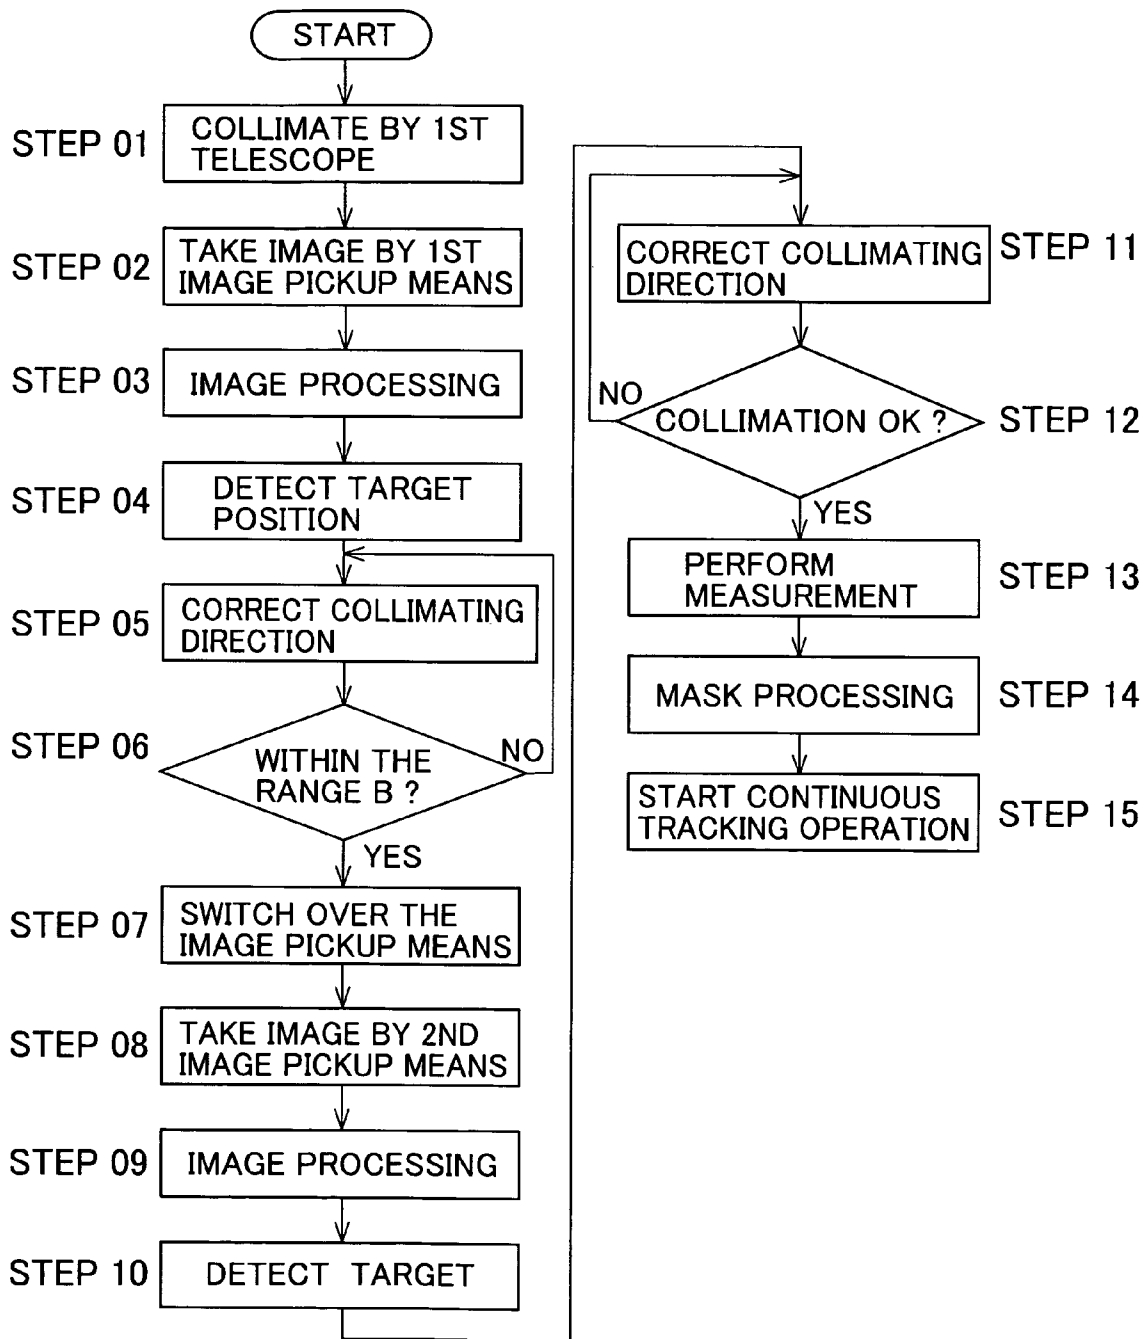 START
STEP 01
COLLIMATE BY 1ST
TELESCOPE
STEP 02
TAKE IMAGE BY 1ST
IMAGE PICKUP MEANS
STEP 03
IMAGE PROCESSING
STEP 04
DETECT TARGET
POSITION
STEP 05
CORRECT COLLIMATING
DIRECTION
STEP 06
WITHIN THE
RANGE B ?
NO
YES
STEP 07
SWITCH OVER THE
IMAGE PICKUP MEANS
STEP 08
TAKE IMAGE BY 2ND
IMAGE PICKUP MEANS
STEP 09
IMAGE PROCESSING
STEP 10
DETECT TARGET
CORRECT COLLIMATING
DIRECTION
STEP 11
NO
COLLIMATION OK ?
STEP 12
YES
PERFORM
MEASUREMENT
STEP 13
MASK PROCESSING
STEP 14
START CONTINUOUS
TRACKING OPERATION
STEP 15